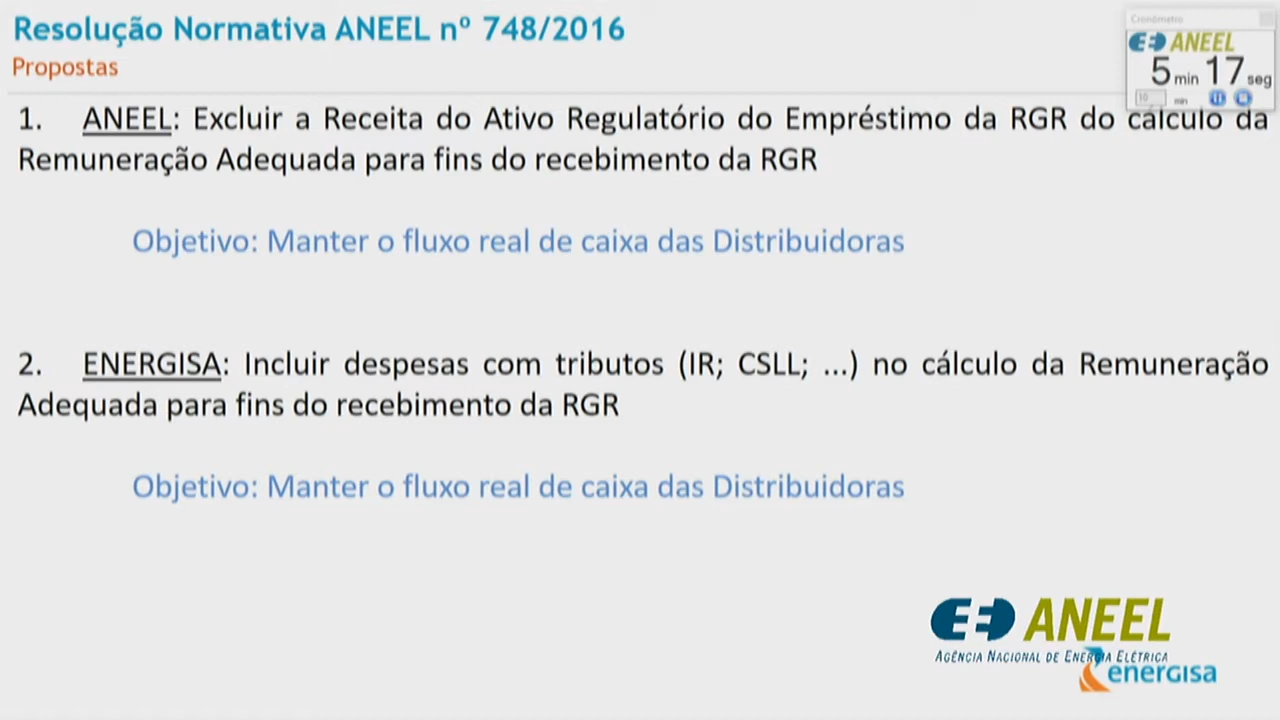 Resolução Normativa ANEEL nº 748/2016
Propostas
Cronômetro
ANEEL
5 min 17 seg
10 min
1. ANEEL: Excluir a Receita do Ativo Regulatório do Empréstimo da RGR do cálculo da
Remuneração Adequada para fins do recebimento da RGR
Objetivo: Manter o fluxo real de caixa das Distribuidoras
2. ENERGISA: Incluir despesas com tributos (IR; CSLL; ...) no cálculo da Remuneração
Adequada para fins do recebimento da RGR
Objetivo: Manter o fluxo real de caixa das Distribuidoras
ANEEL
AGÊNCIA NACIONAL DE ENERGIA ELÉTRICA
energisa